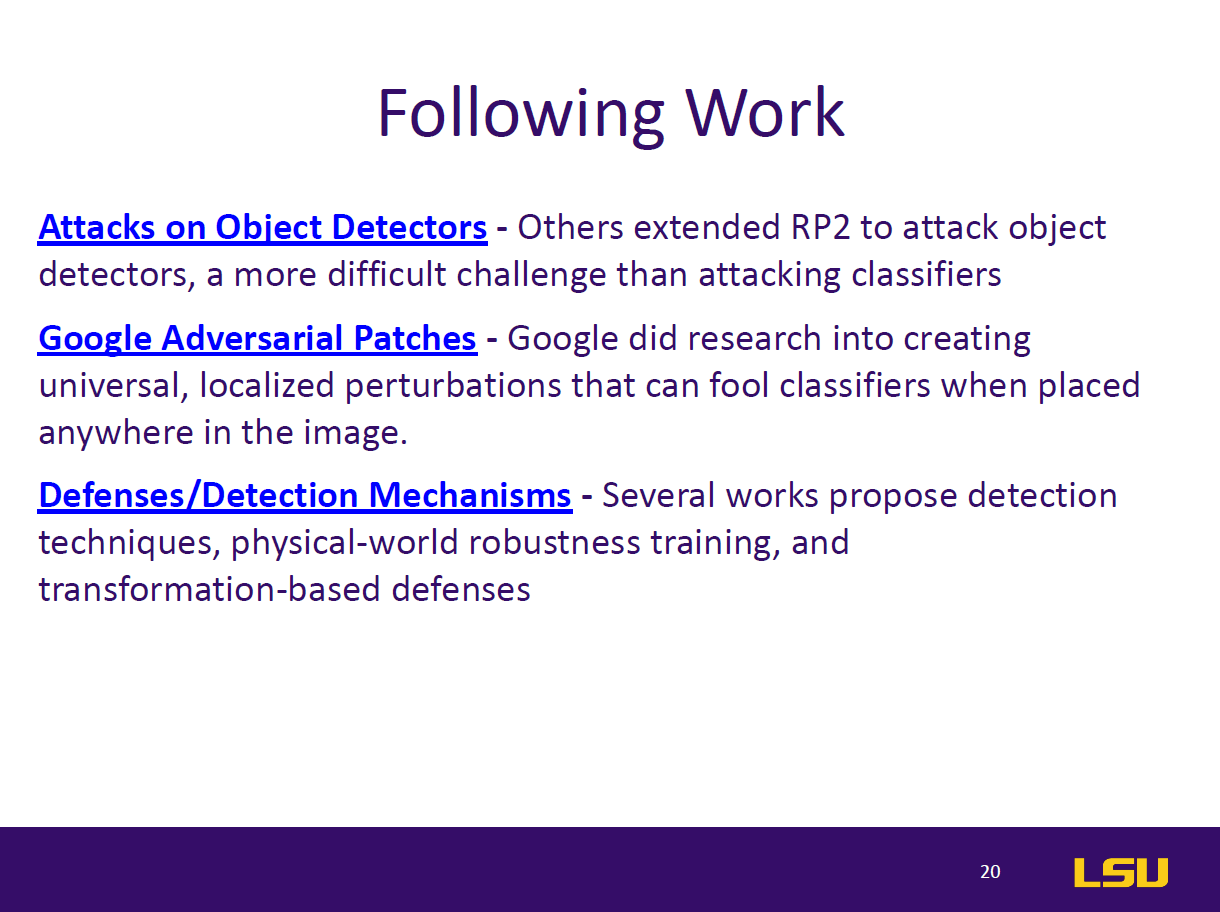 Following Work
Attacks on Object Detectors - Others extended RP2 to attack object
detectors, a more difficult challenge than attacking classifiers
Google Adversarial Patches - Google did research into creating
universal, localized perturbations that can fool classifiers when placed
anywhere in the image.
Defenses/Detection Mechanisms - Several works propose detection
techniques, physical-world robustness training, and
transformation-based defenses
20
LSU